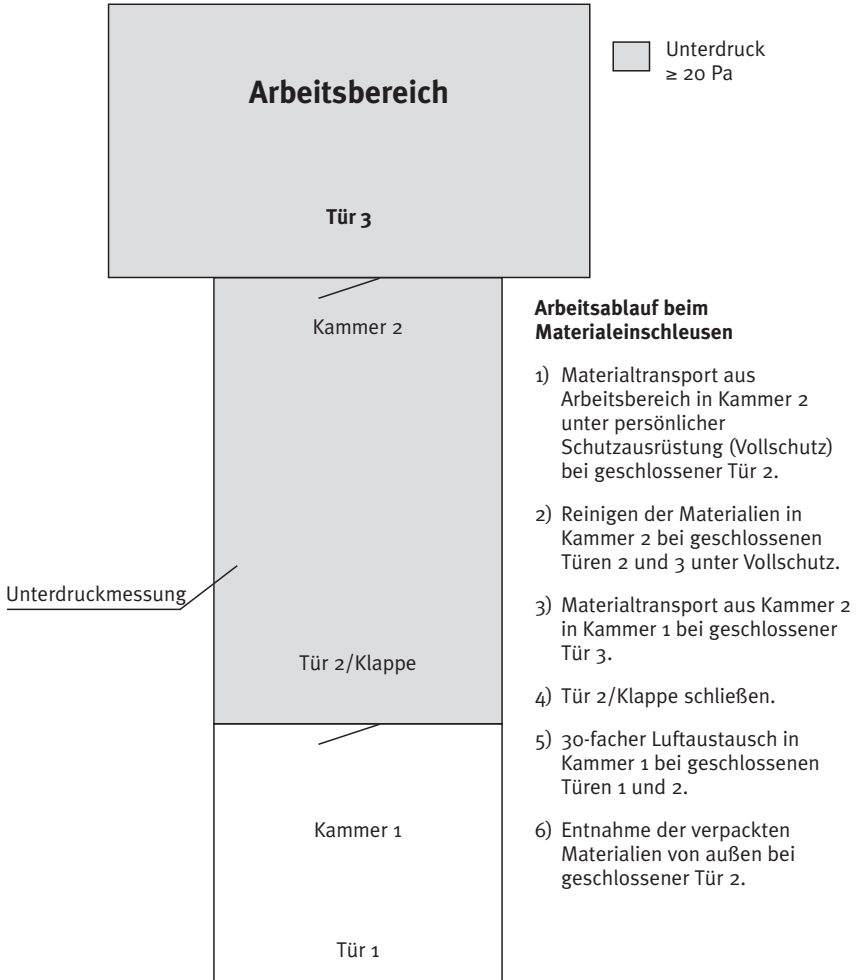 Arbeitsbereich
Unterdruck
≥ 20 Pa
Tür 3
Kammer 2
Unterdruckmessung
Tür 2/Klappe
Kammer 1
Tür 1
Arbeitsablauf beim
Materialeinschleusen
1) Materialtransport aus
Arbeitsbereich in Kammer 2
unter persönlicher
Schutzausrüstung (Vollschutz)
bei geschlossener Tür 2.
2) Reinigen der Materialien in
Kammer 2 bei geschlossenen
Türen 2 und 3 unter Vollschutz.
3) Materialtransport aus Kammer 2
in Kammer 1 bei geschlossener
Tür 3.
4) Tür 2/Klappe schließen.
5) 30-facher Luftaustausch in
Kammer 1 bei geschlossenen
Türen 1 und 2.
6) Entnahme der verpackten
Materialien von außen bei
geschlossener Tür 2.